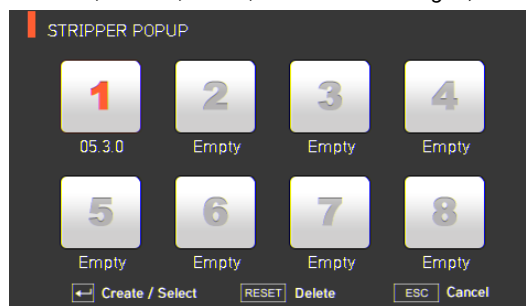 STRIPPER POPUP
1 2 3 4
05.3.0 Empty Empty Empty
5 6 7 8
Empty Empty Empty Empty
Create / Select RESET Delete ESC Cancel